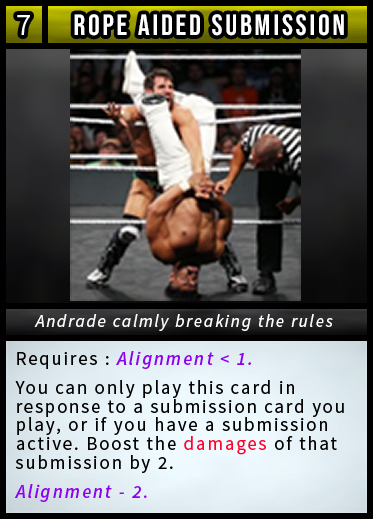 7 ROPE AIDED SUBMISSION
Andrade calmly breaking the rules
Requires : Alignment < 1.
You can only play this card in
response to a submission card you
play, or if you have a submission
active. Boost the damages of that
submission by 2.
Alignment - 2.